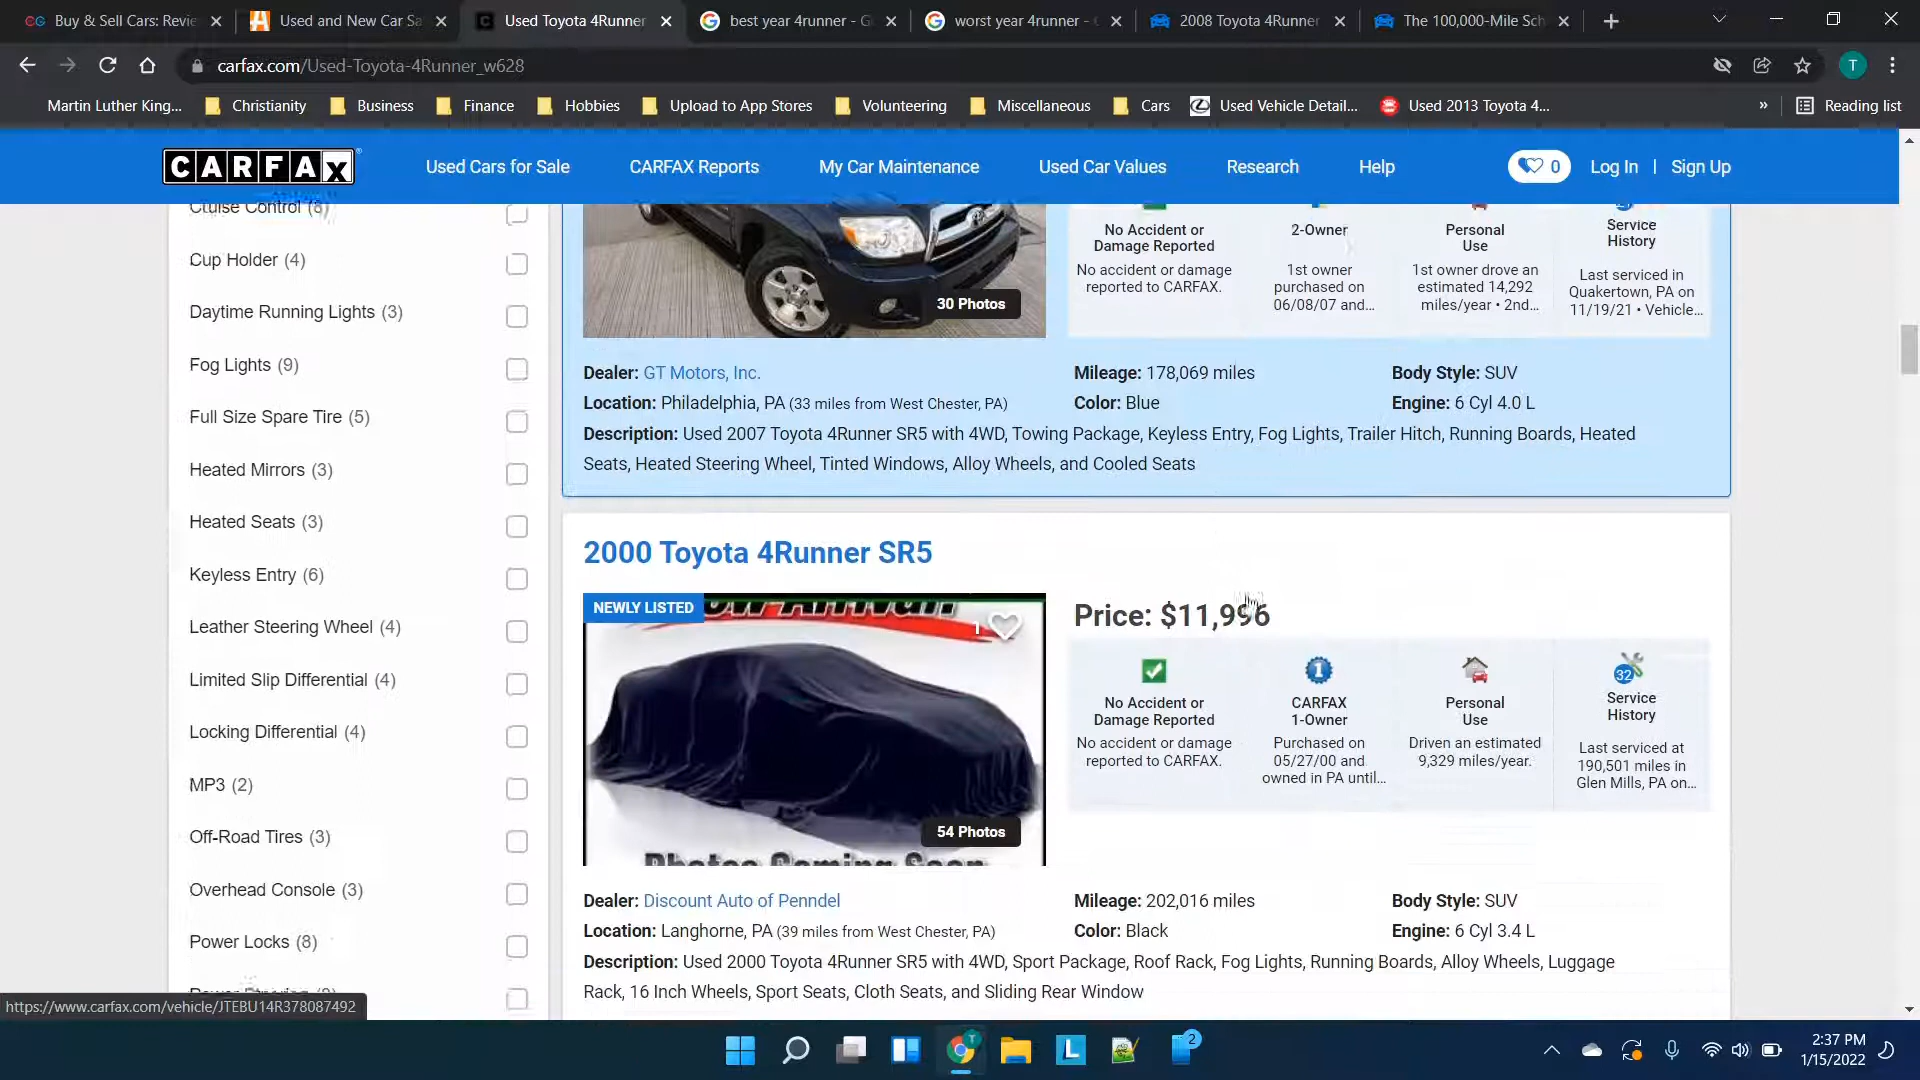 Buy & Sell Cars: Revie
Used and New Car Sa
Used Toyota 4Runner
best year 4runner - G
worst year 4runner -
2008 Toyota 4Runner
The 100,000-Mile Sch
carfax.com/Used-Toyota-4Runner_w628
T
Martin Luther King...
Christianity
Business
Finance
Hobbies
Upload to App Stores
Volunteering
Miscellaneous
Cars
Used Vehicle Detail...
Used 2013 Toyota 4...
»
Reading list
CARFAX
Used Cars for Sale
CARFAX Reports
My Car Maintenance
Used Car Values
Research
Help
0
Log In | Sign Up
Cruise Control (8)
Cup Holder (4)
Daytime Running Lights (3)
Fog Lights (9)
Full Size Spare Tire (5)
Heated Mirrors (3)
Heated Seats (3)
Keyless Entry (6)
Leather Steering Wheel (4)
Limited Slip Differential (4)
Locking Differential (4)
MP3 (2)
Off-Road Tires (3)
Overhead Console (3)
Power Locks (8)
30 Photos
No Accident or
Damage Reported
No accident or damage
reported to CARFAX.
2-Owner
1st owner
purchased on
06/08/07 and...
Personal
Use
1st owner drove an
estimated 14,292
miles/year • 2nd...
Service
History
Last serviced in
Quakertown, PA on
11/19/21 • Vehicle...
Dealer: GT Motors, Inc.
Mileage: 178,069 miles
Body Style: SUV
Location: Philadelphia, PA (33 miles from West Chester, PA)
Color: Blue
Engine: 6 Cyl 4.0 L
Description: Used 2007 Toyota 4Runner SR5 with 4WD, Towing Package, Keyless Entry, Fog Lights, Trailer Hitch, Running Boards, Heated
Seats, Heated Steering Wheel, Tinted Windows, Alloy Wheels, and Cooled Seats
2000 Toyota 4Runner SR5
NEWLY LISTED
1
Photos Coming Soon
54 Photos
Price: $11,996
No Accident or
Damage Reported
No accident or damage
reported to CARFAX.
1
CARFAX
1-Owner
Purchased on
05/27/00 and
owned in PA until...
Personal
Use
Driven an estimated
9,329 miles/year.
32
Service
History
Last serviced at
190,501 miles in
Glen Mills, PA on...
Dealer: Discount Auto of Penndel
Mileage: 202,016 miles
Body Style: SUV
Location: Langhorne, PA (39 miles from West Chester, PA)
Color: Black
Engine: 6 Cyl 3.4 L
Description: Used 2000 Toyota 4Runner SR5 with 4WD, Sport Package, Roof Rack, Fog Lights, Running Boards, Alloy Wheels, Luggage
Rack, 16 Inch Wheels, Sport Seats, Cloth Seats, and Sliding Rear Window
https://www.carfax.com/vehicle/JTEBU14R378087492
T
L
2
2:37 PM
1/15/2022